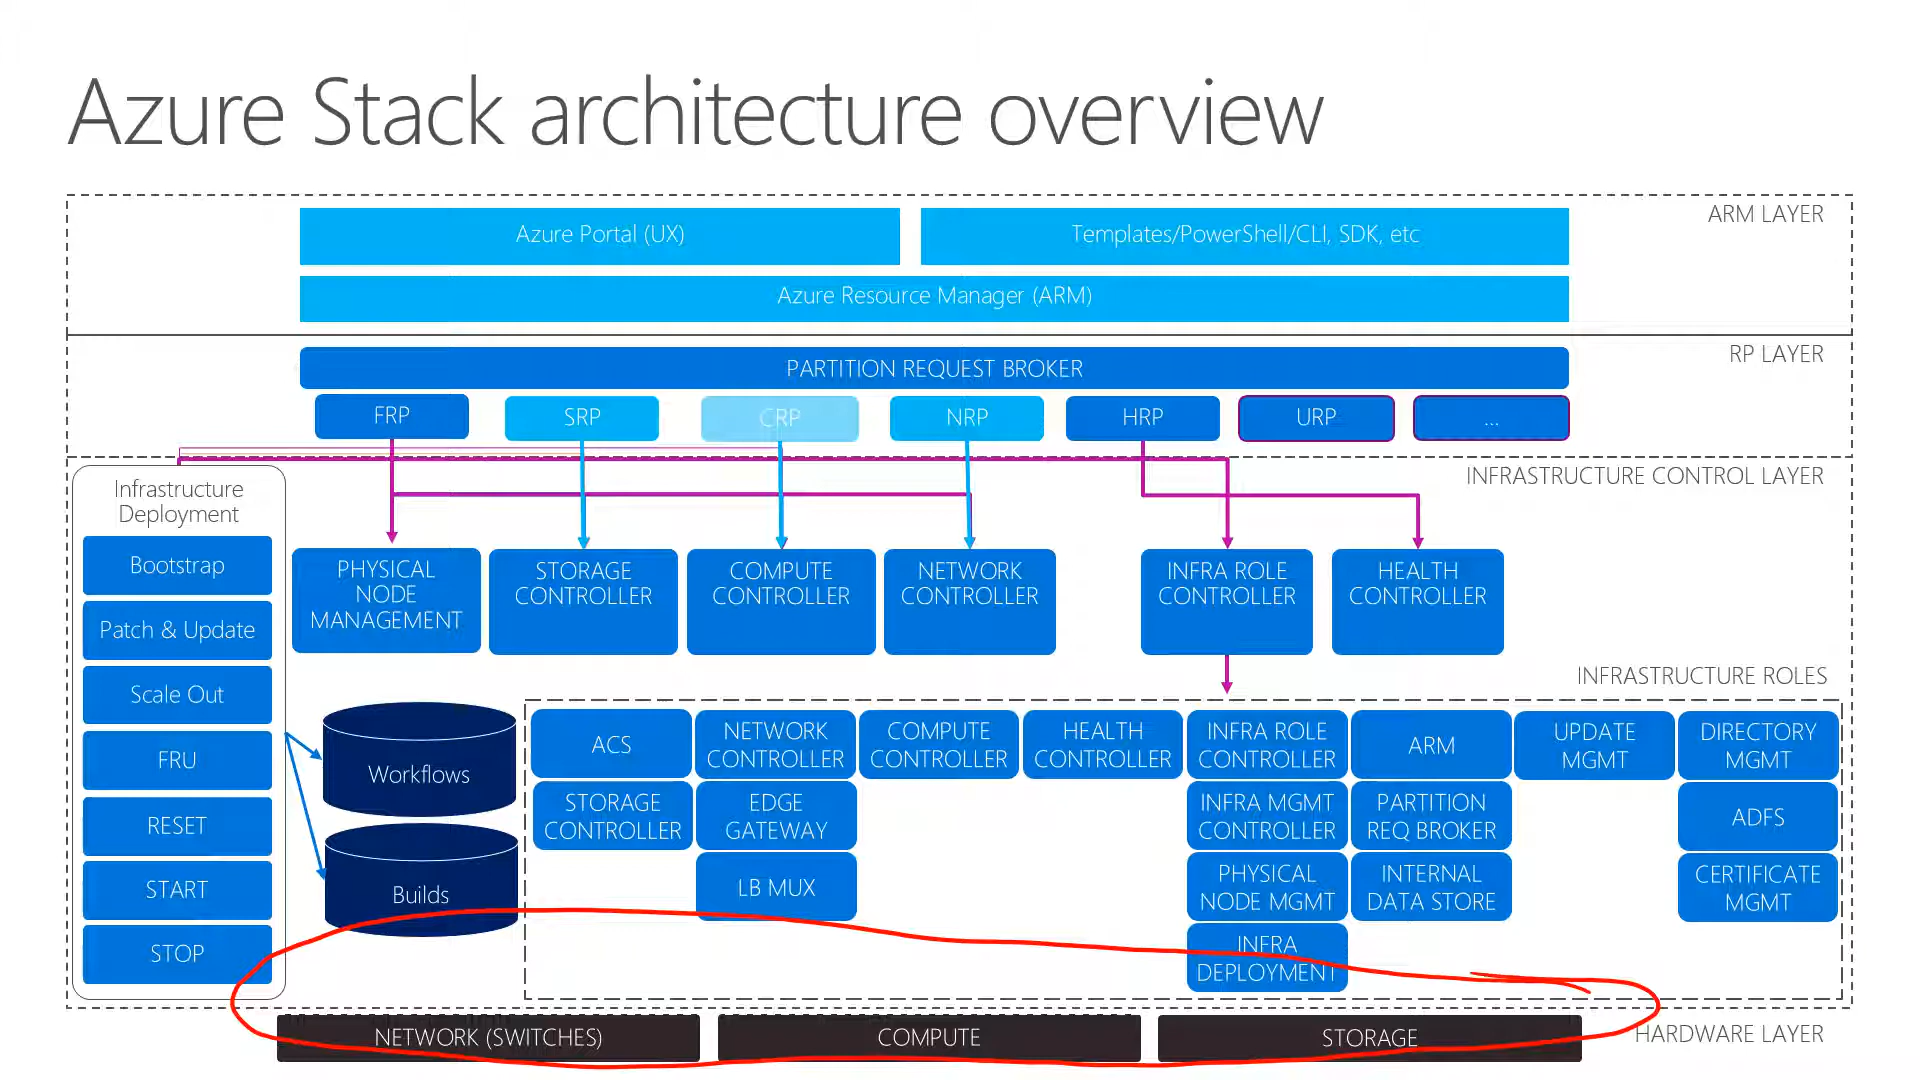 Azure Stack architecture overview
ARM LAYER
Azure Portal (UX)
Templates/PowerShell/CLI, SDK, etc
Azure Resource Manager (ARM)
RP LAYER
PARTITION REQUEST BROKER
FRP
SRP
CRP
NRP
HRP
URP
...
INFRASTRUCTURE CONTROL LAYER
Infrastructure
Deployment
Bootstrap
Patch & Update
Scale Out
FRU
RESET
START
STOP
PHYSICAL
NODE
MANAGEMENT
STORAGE
CONTROLLER
COMPUTE
CONTROLLER
NETWORK
CONTROLLER
INFRA ROLE
CONTROLLER
HEALTH
CONTROLLER
Workflows
Builds
INFRASTRUCTURE ROLES
ACS
STORAGE
CONTROLLER
NETWORK
CONTROLLER
EDGE
GATEWAY
LB MUX
COMPUTE
CONTROLLER
HEALTH
CONTROLLER
INFRA ROLE
CONTROLLER
INFRA MGMT
CONTROLLER
PHYSICAL
NODE MGMT
INFRA
DEPLOYMENT
ARM
PARTITION
REQ BROKER
INTERNAL
DATA STORE
UPDATE
MGMT
DIRECTORY
MGMT
ADFS
CERTIFICATE
MGMT
NETWORK (SWITCHES)
COMPUTE
STORAGE
HARDWARE LAYER